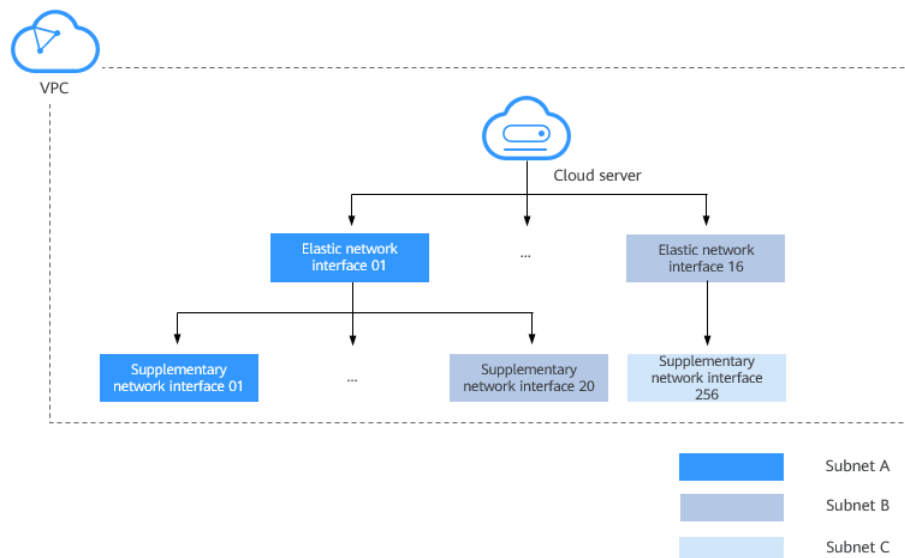 VPC
Cloud server
Elastic network
interface 01
...
Elastic network
interface 16
Supplementary
network interface 01
...
Supplementary
network interface 20
Supplementary
network interface
256
Subnet A
Subnet B
Subnet C